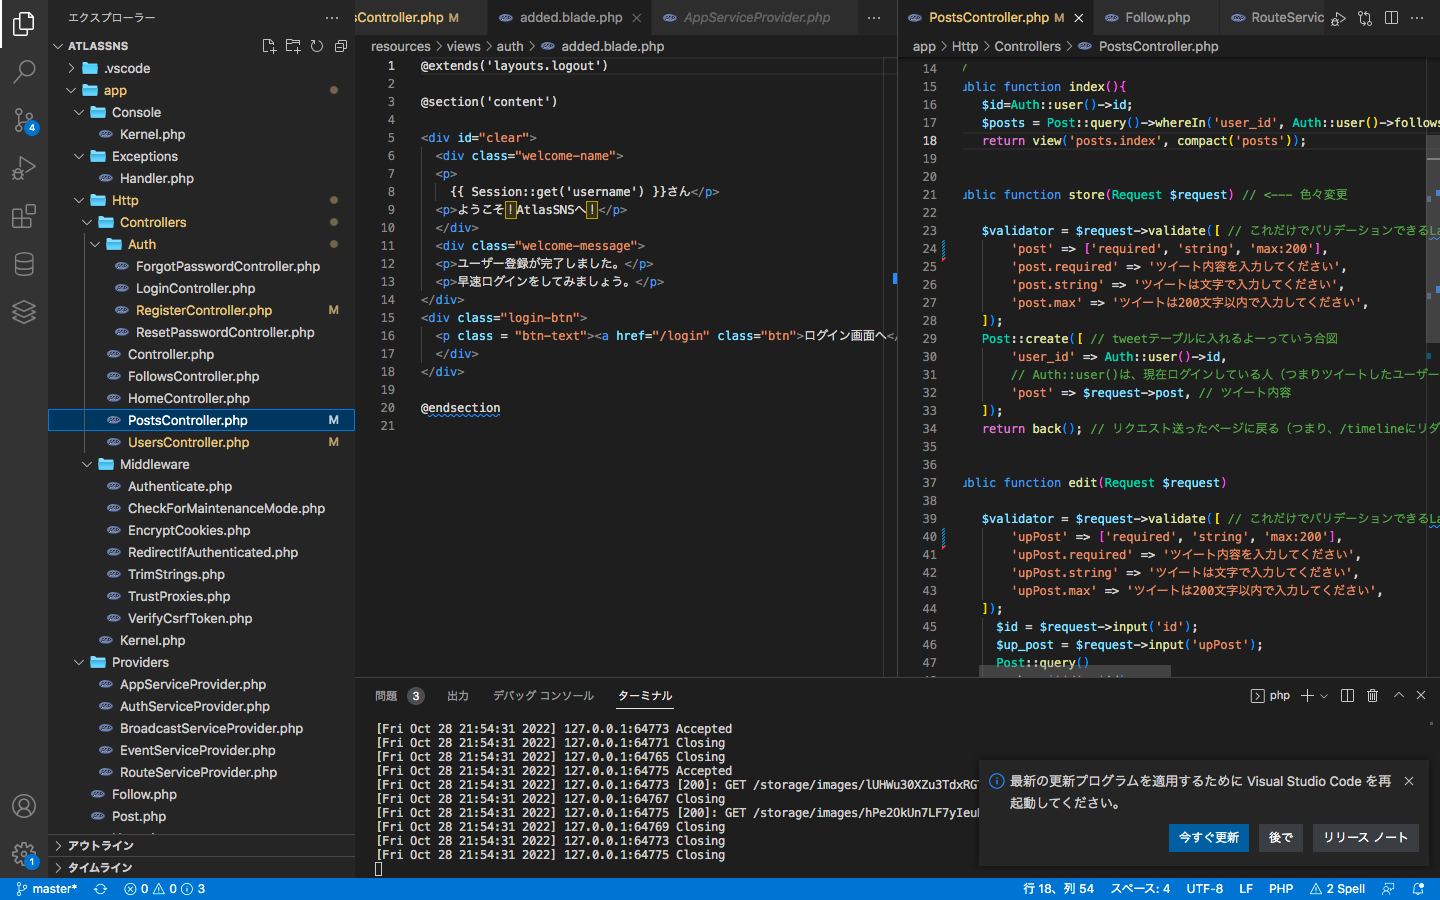 エクスプローラー
ATLASSNS
.vscode
app
Console
Kernel.php
Exceptions
Handler.php
Http
Controllers
Auth
ForgotPasswordController.php
LoginController.php
RegisterController.php M
ResetPasswordController.php
Controller.php
FollowsController.php
HomeController.php
PostsController.php M
UsersController.php M
Middleware
Authenticate.php
CheckForMaintenanceMode.php
EncryptCookies.php
RedirectIfAuthenticated.php
TrimStrings.php
TrustProxies.php
VerifyCsrfToken.php
Kernel.php
Providers
AppServiceProvider.php
AuthServiceProvider.php
BroadcastServiceProvider.php
EventServiceProvider.php
RouteServiceProvider.php
Follow.php
Post.php
アウトライン
タイムライン
4
1
sController.php M
added.blade.php
AppServiceProvider.php
resources > views > auth > added.blade.php
1 @extends('layouts.logout')
2
3 @section('content')
4
5 <div id="clear">
6 <div class="welcome-name">
7 <p>
8 {{ Session::get('username') }}さん</p>
9 <p>ようこそ！AtlasSNSへ！</p>
10 </div>
11 <div class="welcome-message">
12 <p>ユーザー登録が完了しました。</p>
13 <p>早速ログインをしてみましょう。</p>
14 </div>
15 <div class="login-btn">
16 <p class = "btn-text"><a href="/login" class="btn">ログイン画面へ</
17 </div>
18 </div>
19
20 @endsection
21
PostsController.php M
Follow.php
RouteServic
app > Http > Controllers > PostsController.php
14 /
15 ublic function index(){
16 $id=Auth::user()->id;
17 $posts = Post::query()->whereIn('user_id', Auth::user()->follows
18 return view('posts.index', compact('posts'));
19
20
21 ublic function store(Request $request) // <--- 色々変更
22
23 $validator = $request->validate([ // これだけでバリデーションできるLa
24 'post' => ['required', 'string', 'max:200'],
25 'post.required' => 'ツイート内容を入力してください',
26 'post.string' => 'ツイートは文字で入力してください',
27 'post.max' => 'ツイートは200文字以内で入力してください',
28 ]);
29 Post::create([ // tweetテーブルに入れるよーっていう合図
30 'user_id' => Auth::user()->id,
31 // Auth::user()は、現在ログインしている人（つまりツイートしたユーザー
32 'post' => $request->post, // ツイート内容
33 ]);
34 return back(); // リクエスト送ったページに戻る（つまり、/timelineにリダ
35
36
37 ublic function edit(Request $request)
38
39 $validator = $request->validate([ // これだけでバリデーションできるLa
40 'upPost' => ['required', 'string', 'max:200'],
41 'upPost.required' => 'ツイート内容を入力してください',
42 'upPost.string' => 'ツイートは文字で入力してください',
43 'upPost.max' => 'ツイートは200文字以内で入力してください',
44 ]);
45 $id = $request->input('id');
46 $up_post = $request->input('upPost');
47 Post::query()
問題 3 出力 デバッグ コンソール ターミナル
php
[Fri Oct 28 21:54:31 2022] 127.0.0.1:64773 Accepted
[Fri Oct 28 21:54:31 2022] 127.0.0.1:64771 Closing
[Fri Oct 28 21:54:31 2022] 127.0.0.1:64765 Closing
[Fri Oct 28 21:54:31 2022] 127.0.0.1:64775 Accepted
[Fri Oct 28 21:54:31 2022] 127.0.0.1:64773 [200]: GET /storage/images/lUHWu30XZu3TdxRG
[Fri Oct 28 21:54:31 2022] 127.0.0.1:64767 Closing
[Fri Oct 28 21:54:31 2022] 127.0.0.1:64775 [200]: GET /storage/images/hPe2OkUn7LF7yIeu
[Fri Oct 28 21:54:31 2022] 127.0.0.1:64769 Closing
[Fri Oct 28 21:54:31 2022] 127.0.0.1:64773 Closing
[Fri Oct 28 21:54:31 2022] 127.0.0.1:64775 Closing
最新の更新プログラムを適用するために Visual Studio Code を再
起動してください。
今すぐ更新 後で リリース ノート
master* 0 0 3 行 18、列 54 スペース: 4 UTF-8 LF PHP 2 Spell